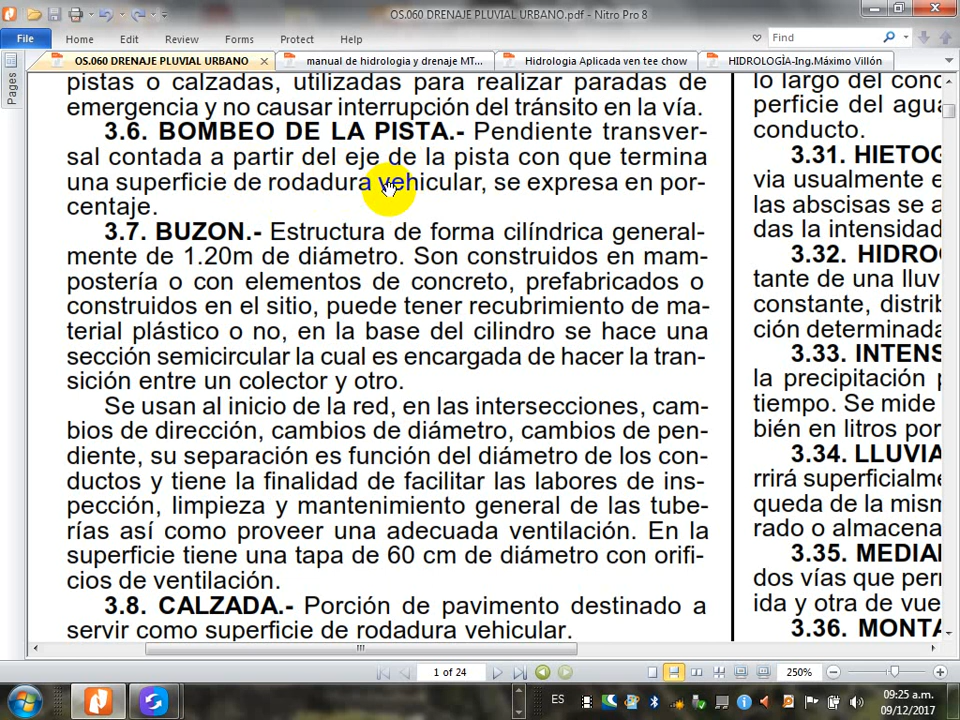 OS.060 DRENAJE PLUVIAL URBANO.pdf - Nitro Pro 8
File Home Edit Review Forms Protect Help Find
OS.060 DRENAJE PLUVIAL URBANO manual de hidrologia y drenaje MT... Hidrologia Aplicada ven tee chow HIDROLOGÍA-Ing.Máximo Villón
Pages
pistas o calzadas, utilizadas para realizar paradas de
emergencia y no causar interrupción del tránsito en la vía.
3.6. BOMBEO DE LA PISTA.- Pendiente transver-
sal contada a partir del eje de la pista con que termina
una superficie de rodadura vehicular, se expresa en por-
centaje.
3.7. BUZON.- Estructura de forma cilíndrica general-
mente de 1.20m de diámetro. Son construidos en mam-
postería o con elementos de concreto, prefabricados o
construidos en el sitio, puede tener recubrimiento de ma-
terial plástico o no, en la base del cilindro se hace una
sección semicircular la cual es encargada de hacer la tran-
sición entre un colector y otro.
Se usan al inicio de la red, en las intersecciones, cam-
bios de dirección, cambios de diámetro, cambios de pen-
diente, su separación es función del diámetro de los con-
ductos y tiene la finalidad de facilitar las labores de ins-
pección, limpieza y mantenimiento general de las tube-
rías así como proveer una adecuada ventilación. En la
superficie tiene una tapa de 60 cm de diámetro con orifi-
cios de ventilación.
3.8. CALZADA.- Porción de pavimento destinado a
servir como superficie de rodadura vehicular.
lo largo del cond
perficie del agua
conducto.
3.31. HIETOG
via usualmente e
las abscisas se a
das la intensidad
3.32. HIDRO
tante de una lluv
constante, distrib
ción determinada
3.33. INTENS
la precipitación p
tiempo. Se mide
bién en litros por
3.34. LLUVIA
rrirá superficialme
queda de la mism
rado o almacena
3.35. MEDIAN
dos vías que perr
ida y otra de vue
3.36. MONTA
1 of 24 250%
ES 09:25 a.m.
09/12/2017